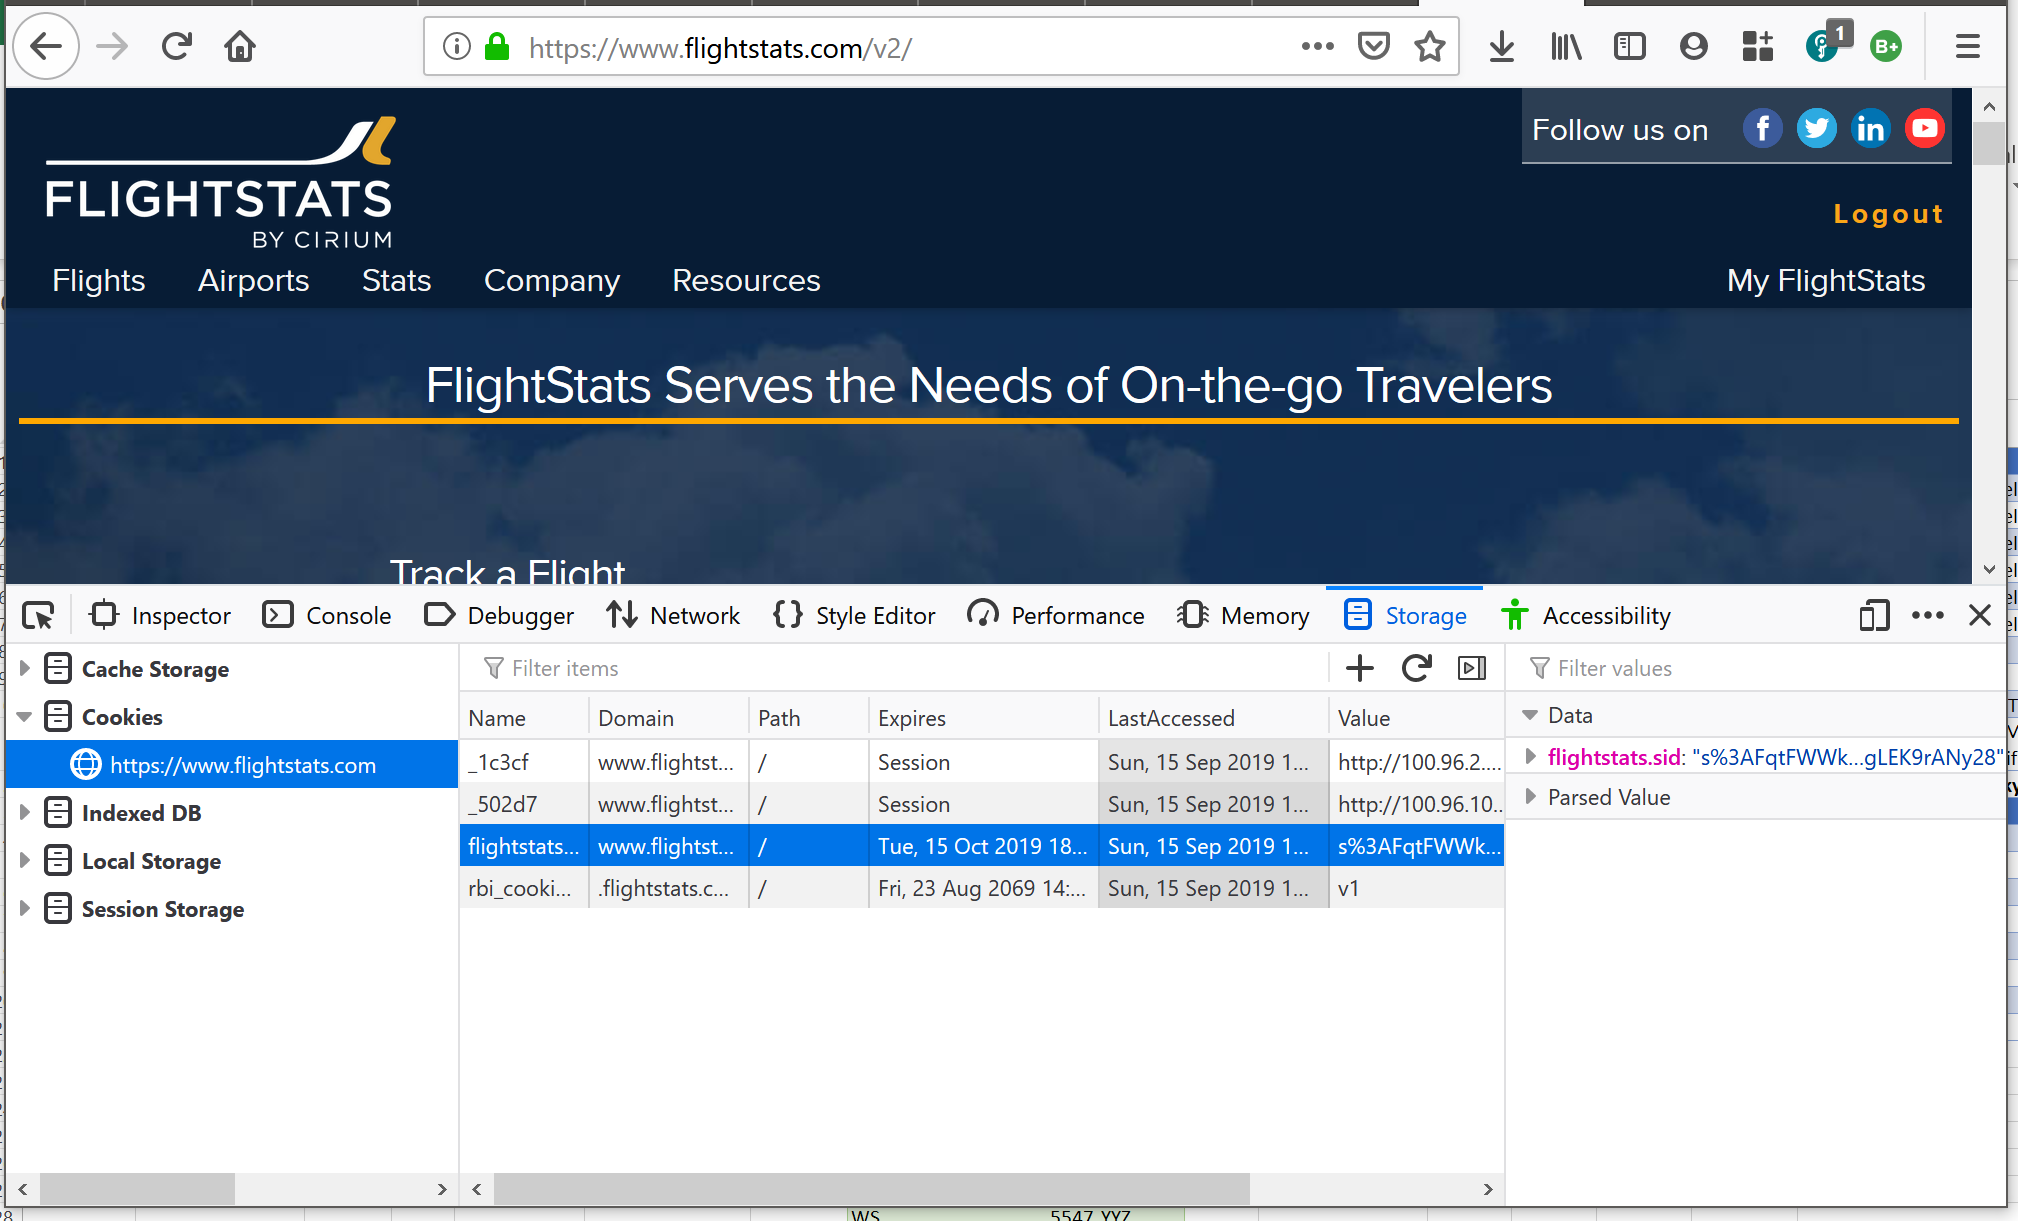 https://www.flightstats.com/v2/
1
B+
Follow us on
FLIGHTSTATS
BY CIRIUM
Logout
Flights Airports Stats Company Resources My FlightStats
FlightStats Serves the Needs of On-the-go Travelers
Track a Flight
Inspector Console Debugger Network Style Editor Performance Memory Storage Accessibility
Cache Storage
Cookies
https://www.flightstats.com
Indexed DB
Local Storage
Session Storage
Filter items
Name Domain Path Expires LastAccessed Value
_1c3cf www.flightst... / Session Sun, 15 Sep 2019 1... http://100.96.2....
_502d7 www.flightst... / Session Sun, 15 Sep 2019 1... http://100.96.10..
flightstats... www.flightst... / Tue, 15 Oct 2019 18... Sun, 15 Sep 2019 1... s%3AFqtFWWk...
rbi_cooki... .flightstats.c... / Fri, 23 Aug 2069 14:... Sun, 15 Sep 2019 1... v1
Filter values
Data
flightstats.sid: "s%3AFqtFWWk...gLEK9rANy28"
Parsed Value
WS 5547 YYZ